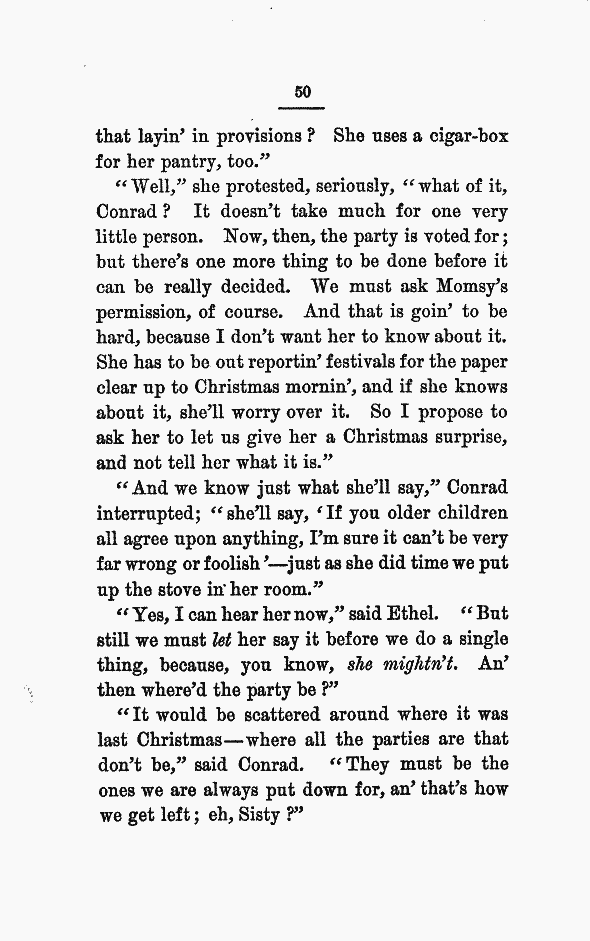 50
that layin' in provisions? She uses a cigar-box
for her pantry, too."
"Well," she protested, seriously, "what of it,
Conrad? It doesn't take much for one very
little person. Now, then, the party is voted for;
but there's one more thing to be done before it
can be really decided. We must ask Momsy's
permission, of course. And that is goin' to be
hard, because I don't want her to know about it.
She has to be out reportin' festivals for the paper
clear up to Christmas mornin', and if she knows
about it, she'll worry over it. So I propose to
ask her to let us give her a Christmas surprise,
and not tell her what it is."
"And we know just what she'll say," Conrad
interrupted; "she'll say, 'If you older children
all agree upon anything, I'm sure it can't be very
far wrong or foolish'—just as she did time we put
up the stove in her room."
"Yes, I can hear her now," said Ethel. "But
still we must let her say it before we do a single
thing, because, you know, she mightn't. An'
then where'd the party be?"
"It would be scattered around where it was
last Christmas—where all the parties are that
don't be," said Conrad. "They must be the
ones we are always put down for, an' that's how
we get left; eh, Sisty?"